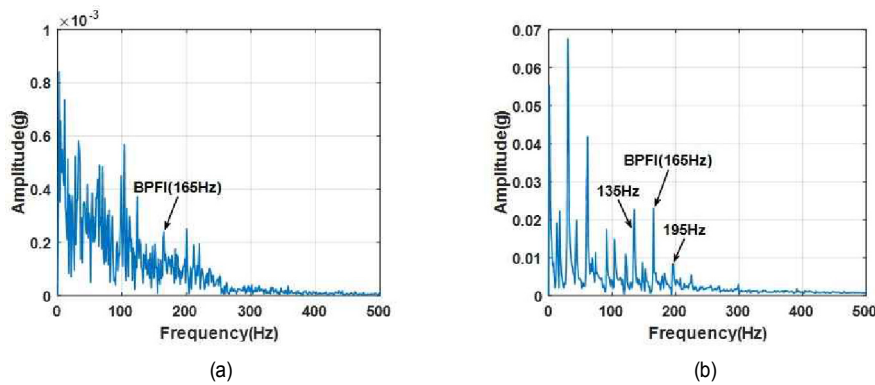 ×10-3
1
0.8
0.6
0.4
0.2
0
Amplitude(g)
BPFI(165Hz)
0 100 200 300 400 500
Frequency(Hz)
(a)
0.07
0.06
0.05
0.04
0.03
0.02
0.01
0
Amplitude(g)
BPFI(165Hz)
135Hz
195Hz
0 100 200 300 400 500
Frequency(Hz)
(b)